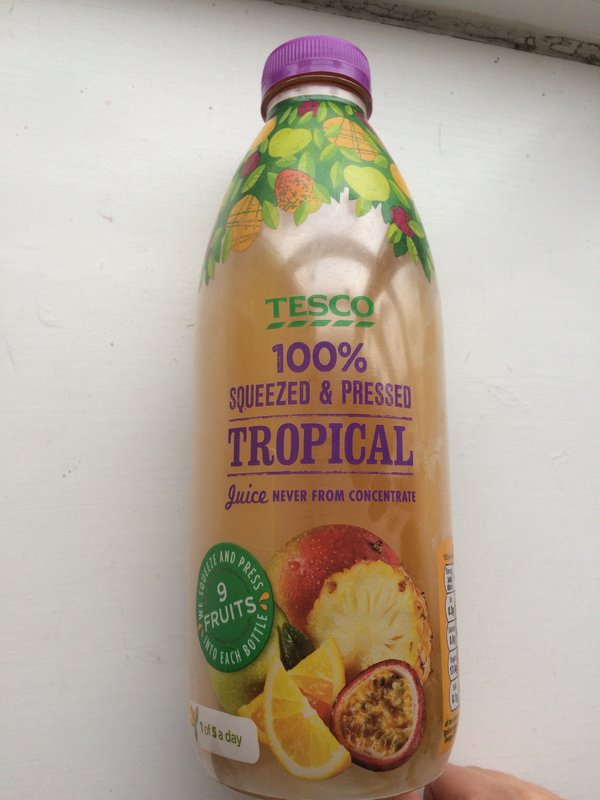 TESCO
100%
SQUEEZED & PRESSED
TROPICAL
Juice NEVER FROM CONCENTRATE
WE SQUEEZE AND PRESS
9
FRUITS
INTO EACH BOTTLE
1 of 5 a day